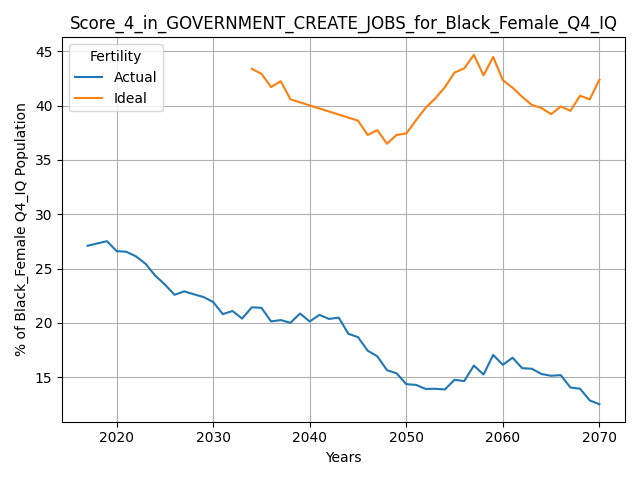 Score_4_in_GOVERNMENT_CREATE_JOBS_for_Black_Female_Q4_IQ
Fertility
Actual
Ideal
% of Black_Female Q4_IQ Population
45
40
35
30
25
20
15
2020 2030 2040 2050 2060 2070
Years